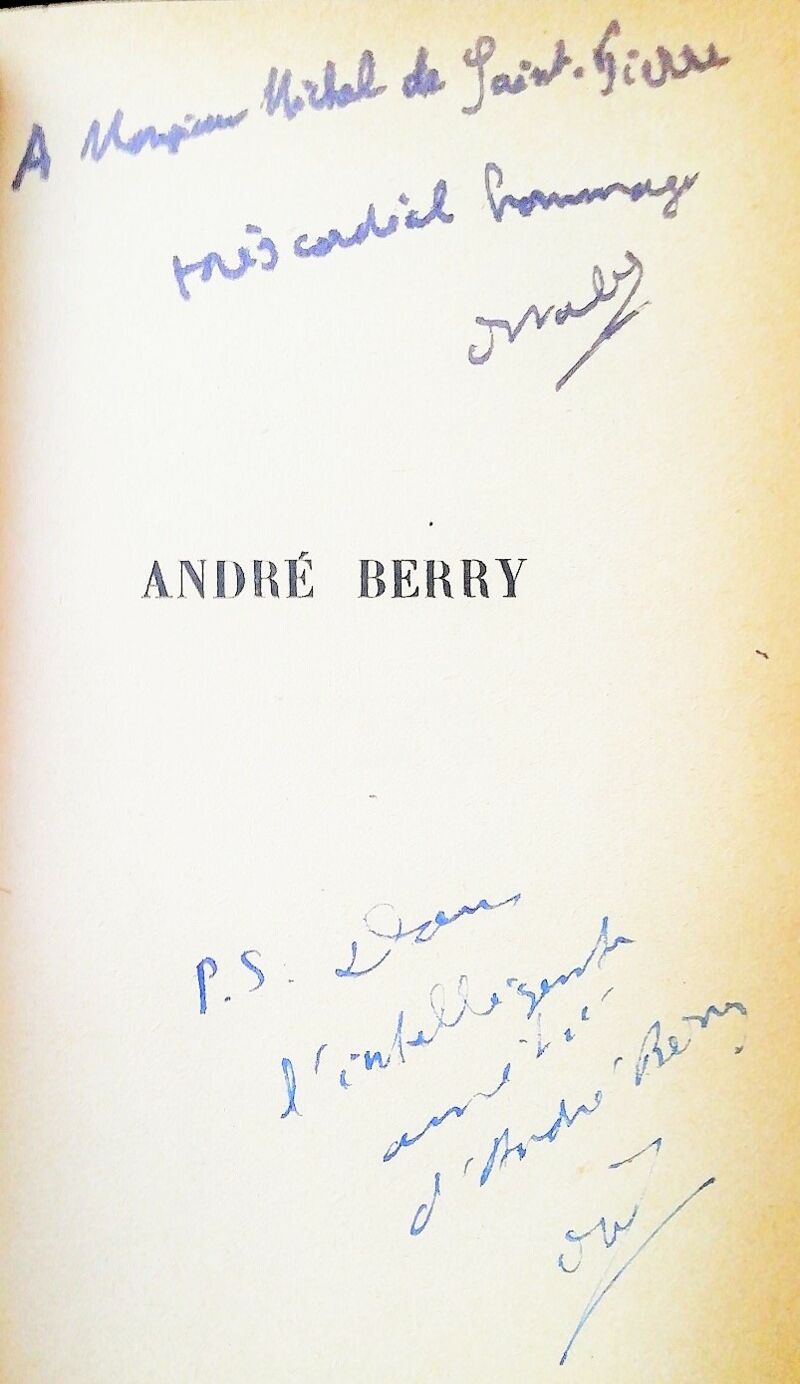 A Monsieur Michel de Saint-Pierre
très cordial hommage
ANDRÉ BERRY
P.S. Dans
l'intelligente
amitié
d'André Berry